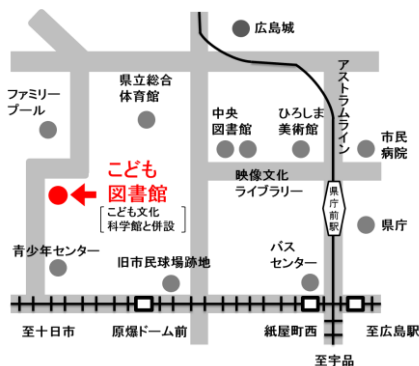 広島城
アストラムライン
県立総合
体育館
ファミリー
プール
中央
図書館
ひろしま
美術館
市民
病院
こども
図書館
こども文化
科学館と併設
映像文化
ライブラリー
県庁前駅
県庁
青少年センター
旧市民球場跡地
バス
センター
至十日市
原爆ドーム前
紙屋町西
至広島駅
至宇品